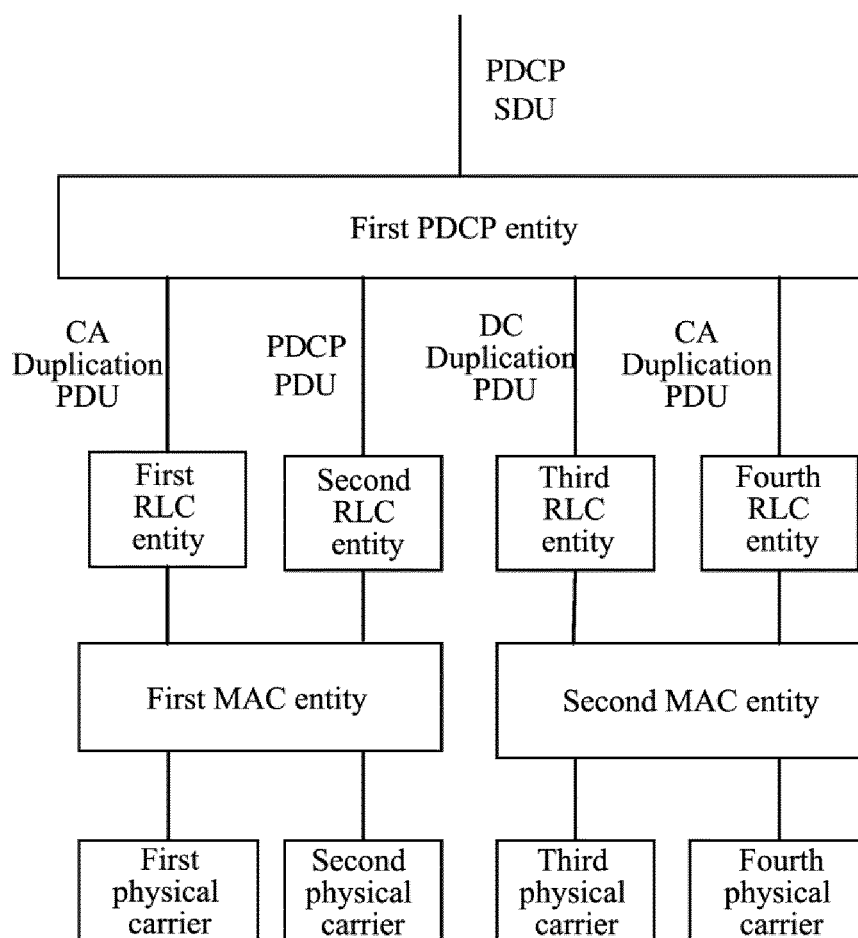 PDCP
SDU
First PDCP entity
CA
Duplication
PDU
PDCP
PDU
DC
Duplication
PDU
CA
Duplication
PDU
First
RLC
entity
Second
RLC
entity
Third
RLC
entity
Fourth
RLC
entity
First MAC entity
Second MAC entity
First
physical
carrier
Second
physical
carrier
Third
physical
carrier
Fourth
physical
carrier